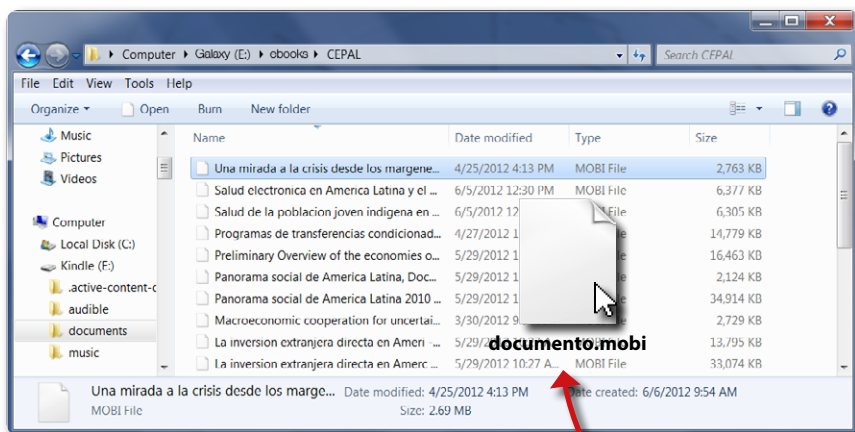 Computer Galaxy (E:) ebooks CEPAL Search CEPAL
File Edit View Tools Help
Organize Open Burn New folder
Name Date modified Type Size
Music
Pictures
Videos
Computer
Local Disk (C:)
Kindle (F:)
.active-content-c
audible
documents
music
Una mirada a la crisis desde los margene... 4/25/2012 4:13 PM MOBI File 2,763 KB
Salud electronica en America Latina y el ... 6/5/2012 12:30 PM MOBI File 6,377 KB
Salud de la poblacion joven indigena en ... 6/5/2012 12 File 6,305 KB
Programas de transferencias condicionad... 4/27/2012 1 le 14,779 KB
Preliminary Overview of the economies o... 5/29/2012 1 le 16,463 KB
Panorama social de America Latina, Doc... 5/29/2012 1 le 2,124 KB
Panorama social de America Latina 2010 ... 5/29/2012 1 le 34,914 KB
Macroeconomic cooperation for uncertai... 3/30/2012 9 le 2,729 KB
La inversion extranjera directa en Ameri ... 5/29/2012 le 13,795 KB
La inversion extranjera directa en Amerc ... 5/29/2012 10:27 A... MOBI File 33,074 KB
documento.mobi
Una mirada a la crisis desde los marge... Date modified: 4/25/2012 4:13 PM Date created: 6/6/2012 9:54 AM
MOBI File Size: 2.69 MB